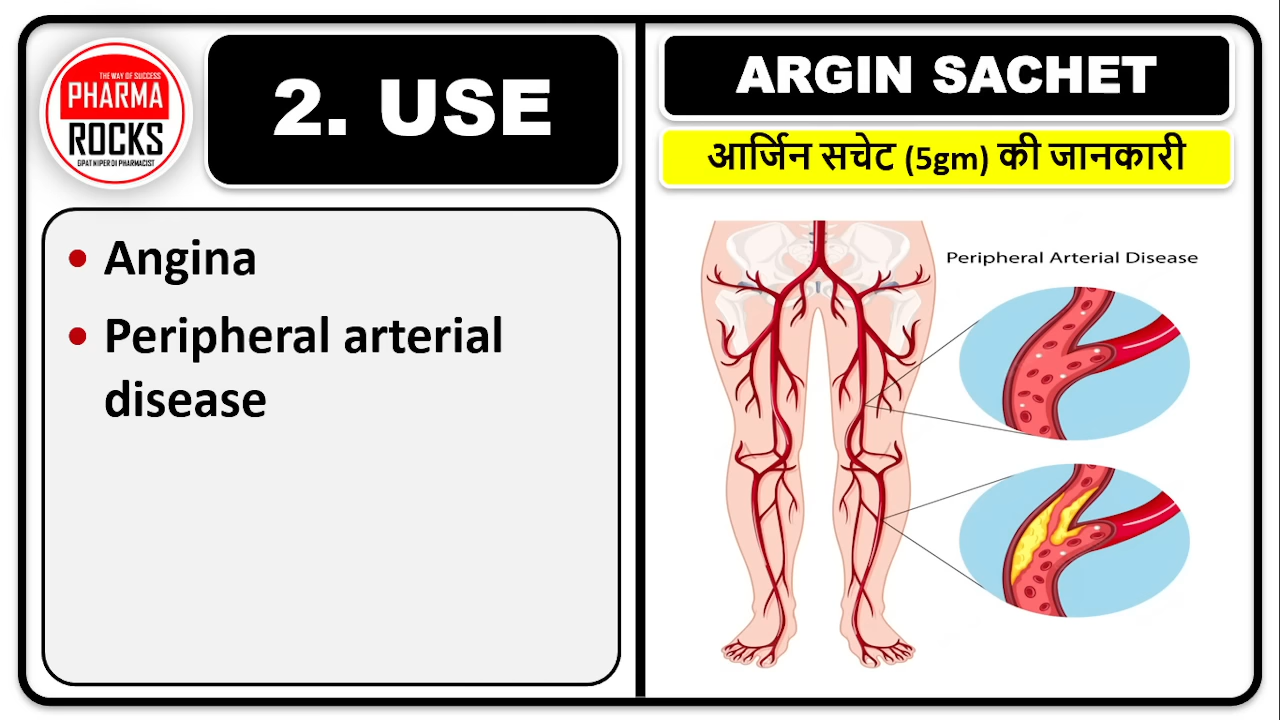 THE WAY OF SUCCESS
PHARMA
ROCKS
GPAT NIPER DI PHARMACIST
2. USE
• Angina
• Peripheral arterial
disease
ARGIN SACHET
आर्जिन सचेट (5gm) की जानकारी
Peripheral Arterial Disease